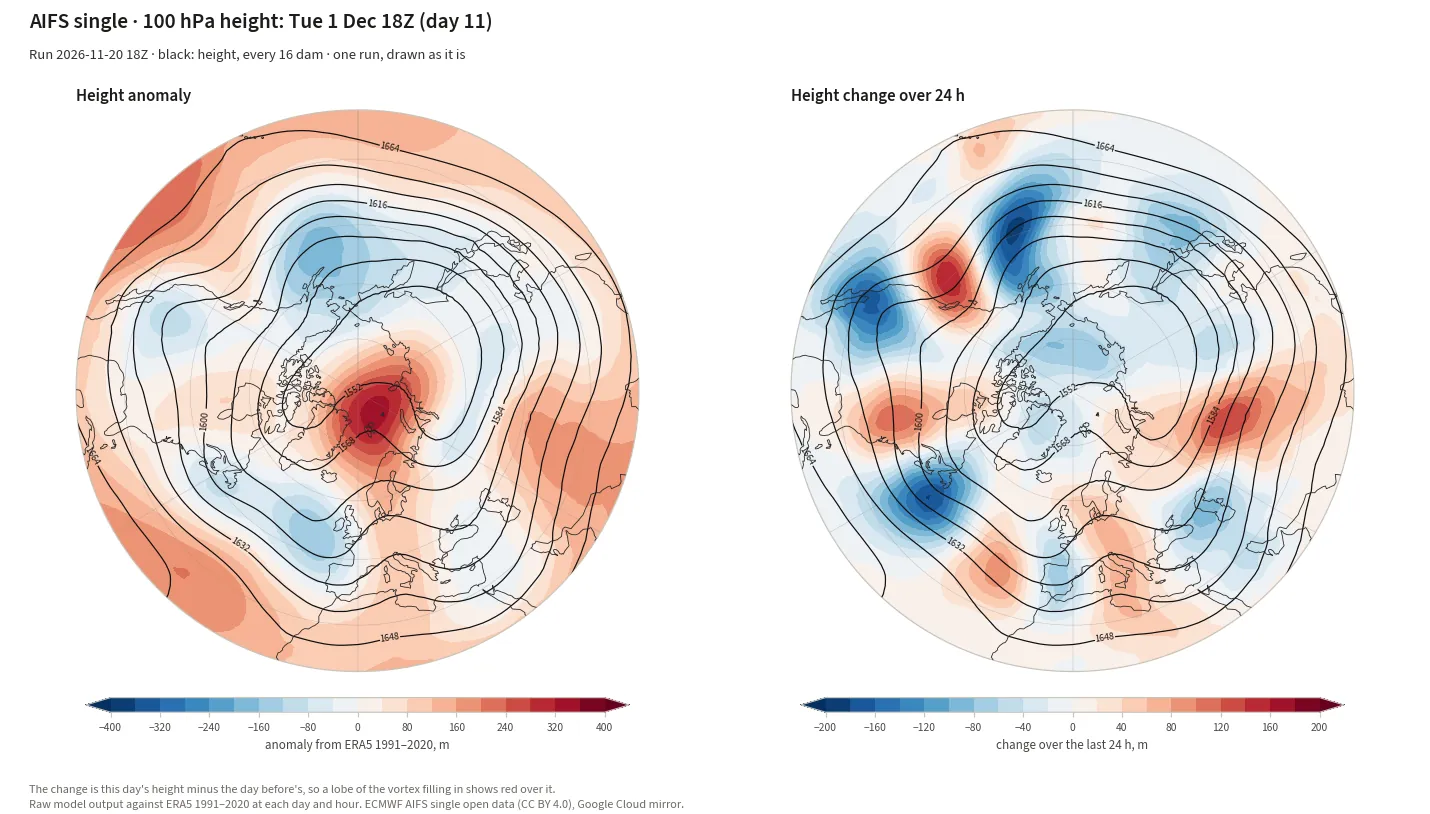 AIFS single · 100 hPa height: Tue 1 Dec 18Z (day 11)
Run 2026-11-20 18Z · black: height, every 16 dam · one run, drawn as it is
Height anomaly
Height change over 24 h
1664
1616
1552
1568
1600
1584
1664
1632
1648
1664
1616
1552
1568
1600
1584
1664
1632
1648
−400 −320 −240 −160 −80 0 80 160 240 320 400
anomaly from ERA5 1991–2020, m
−200 −160 −120 −80 −40 0 40 80 120 160 200
change over the last 24 h, m
The change is this day's height minus the day before's, so a lobe of the vortex filling in shows red over it.
Raw model output against ERA5 1991–2020 at each day and hour. ECMWF AIFS single open data (CC BY 4.0), Google Cloud mirror.